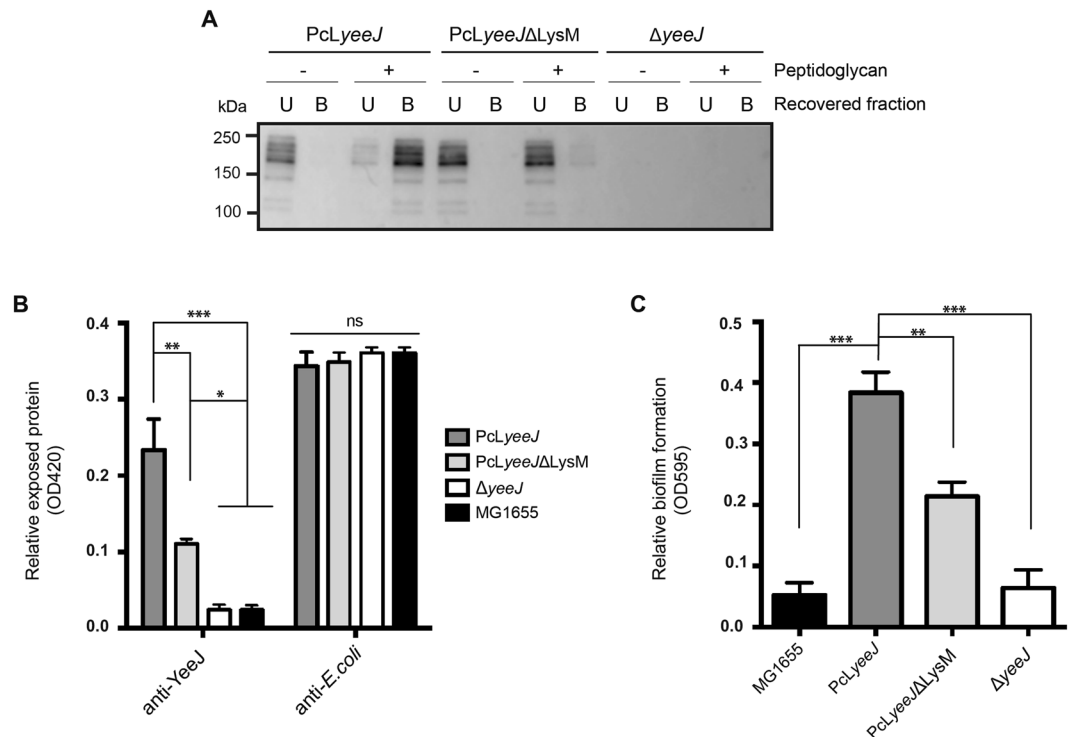 A
PcLyeeJ PcLyeeJΔLysM ΔyeeJ
- + - + - + Peptidoglycan
kDa U B U B U B U B U B U B Recovered fraction
250
150
100
B
Relative exposed protein
(OD420)
0.4
0.3
0.2
0.1
0.0
***
**
*
ns
anti-YeeJ
anti-E.coli
PcLyeeJ
PcLyeeJΔLysM
ΔyeeJ
MG1655
C
Relative biofilm formation
(OD595)
0.5
0.4
0.3
0.2
0.1
0.0
***
***
**
MG1655
PcLyeeJ
PcLyeeJΔLysM
ΔyeeJ